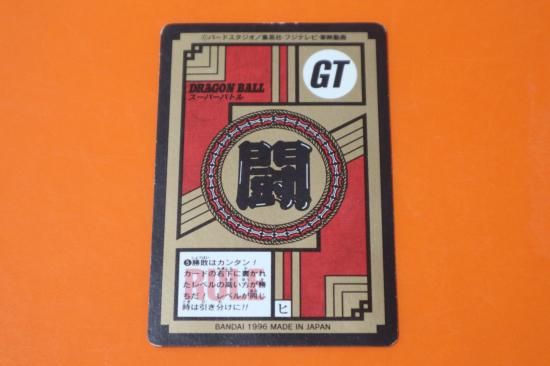 ©バードスタジオ／集英社・フジテレビ・東映動画
GT
DRAGON BALL
スーパーバトル
闘
RULE
❺勝敗はカンタン！
カードの右下に書かれ
たレベルの高い方が勝
ちだ！ レベルが同じ
時は引き分けに!!
ヒ
BANDAI 1996 MADE IN JAPAN